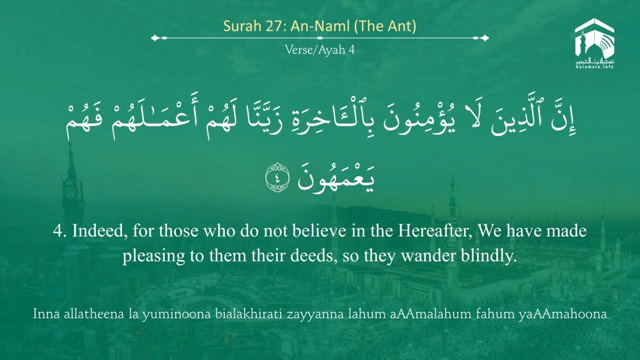 Surah 27: An-Naml (The Ant)
Verse/Ayah 4
haramain.info
إِنَّ ٱلَّذِينَ لَا يُؤْمِنُونَ بِٱلْـَٔاخِرَةِ زَيَّنَّا لَهُمْ أَعْمَـٰلَهُمْ فَهُمْ
يَعْمَهُونَ ٤
4. Indeed, for those who do not believe in the Hereafter, We have made
pleasing to them their deeds, so they wander blindly.
Inna allatheena la yuminoona bialakhirati zayyanna lahum aAAmalahum fahum yaAAmahoona